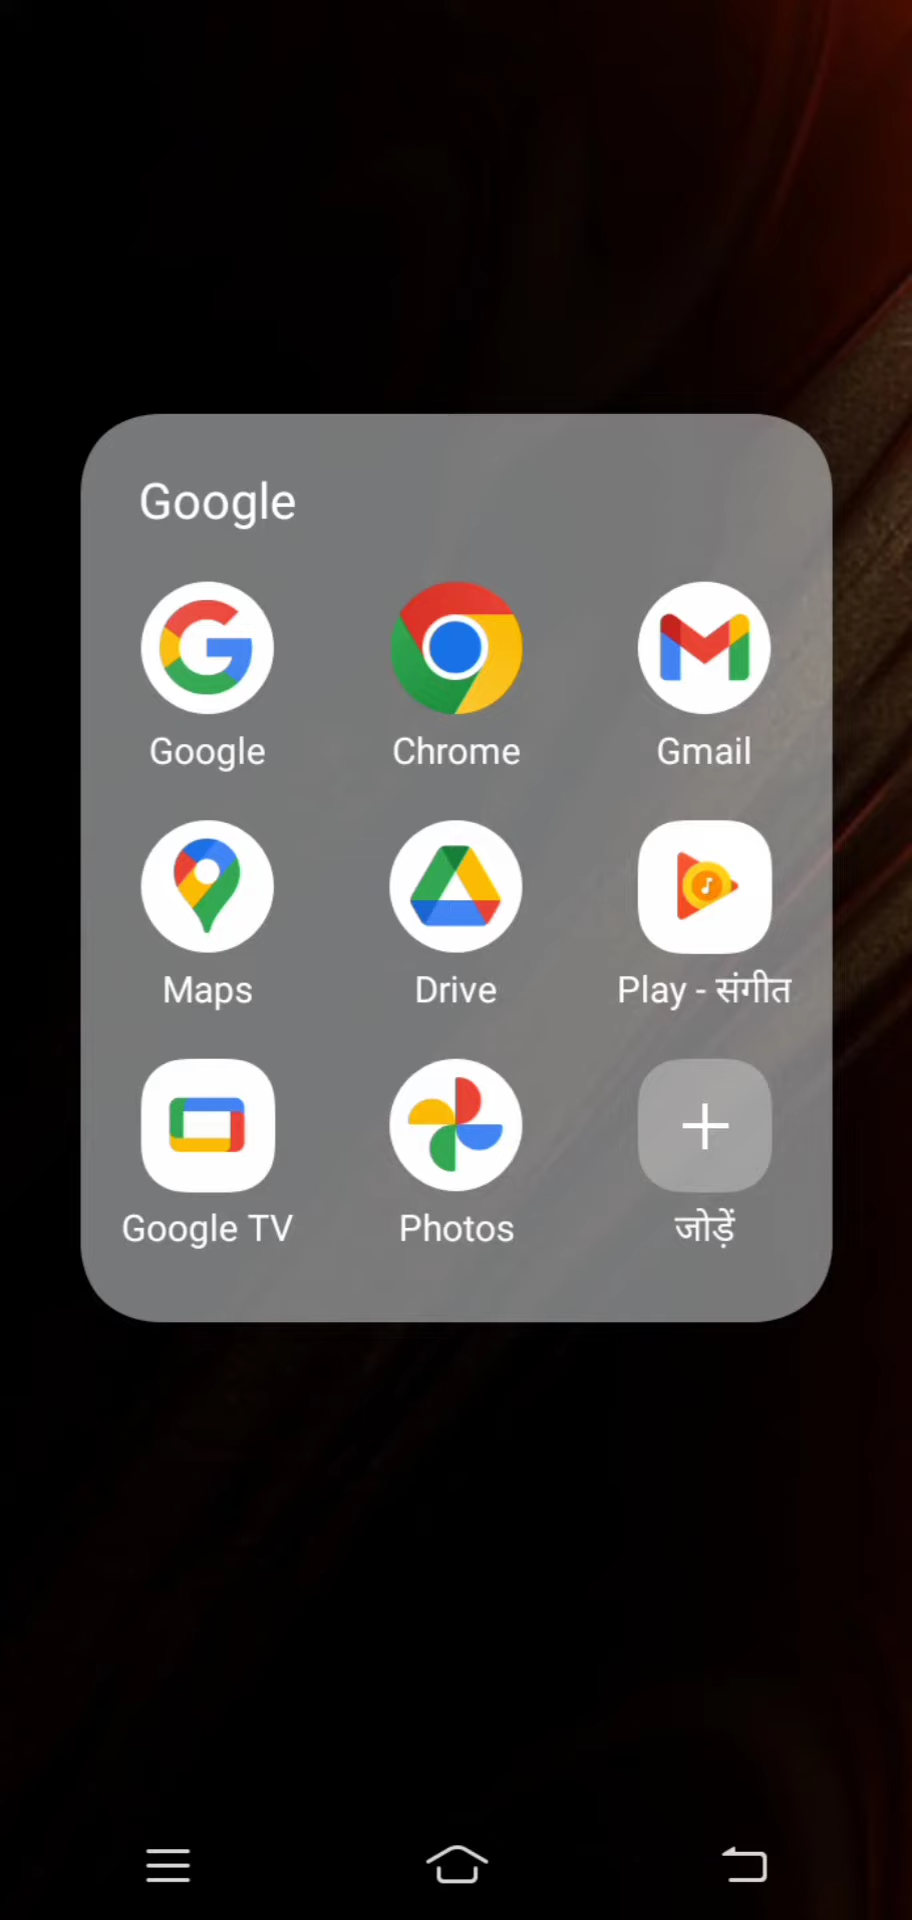 Google
Google Chrome Gmail
Maps Drive Play - संगीत
Google TV Photos जोड़ें